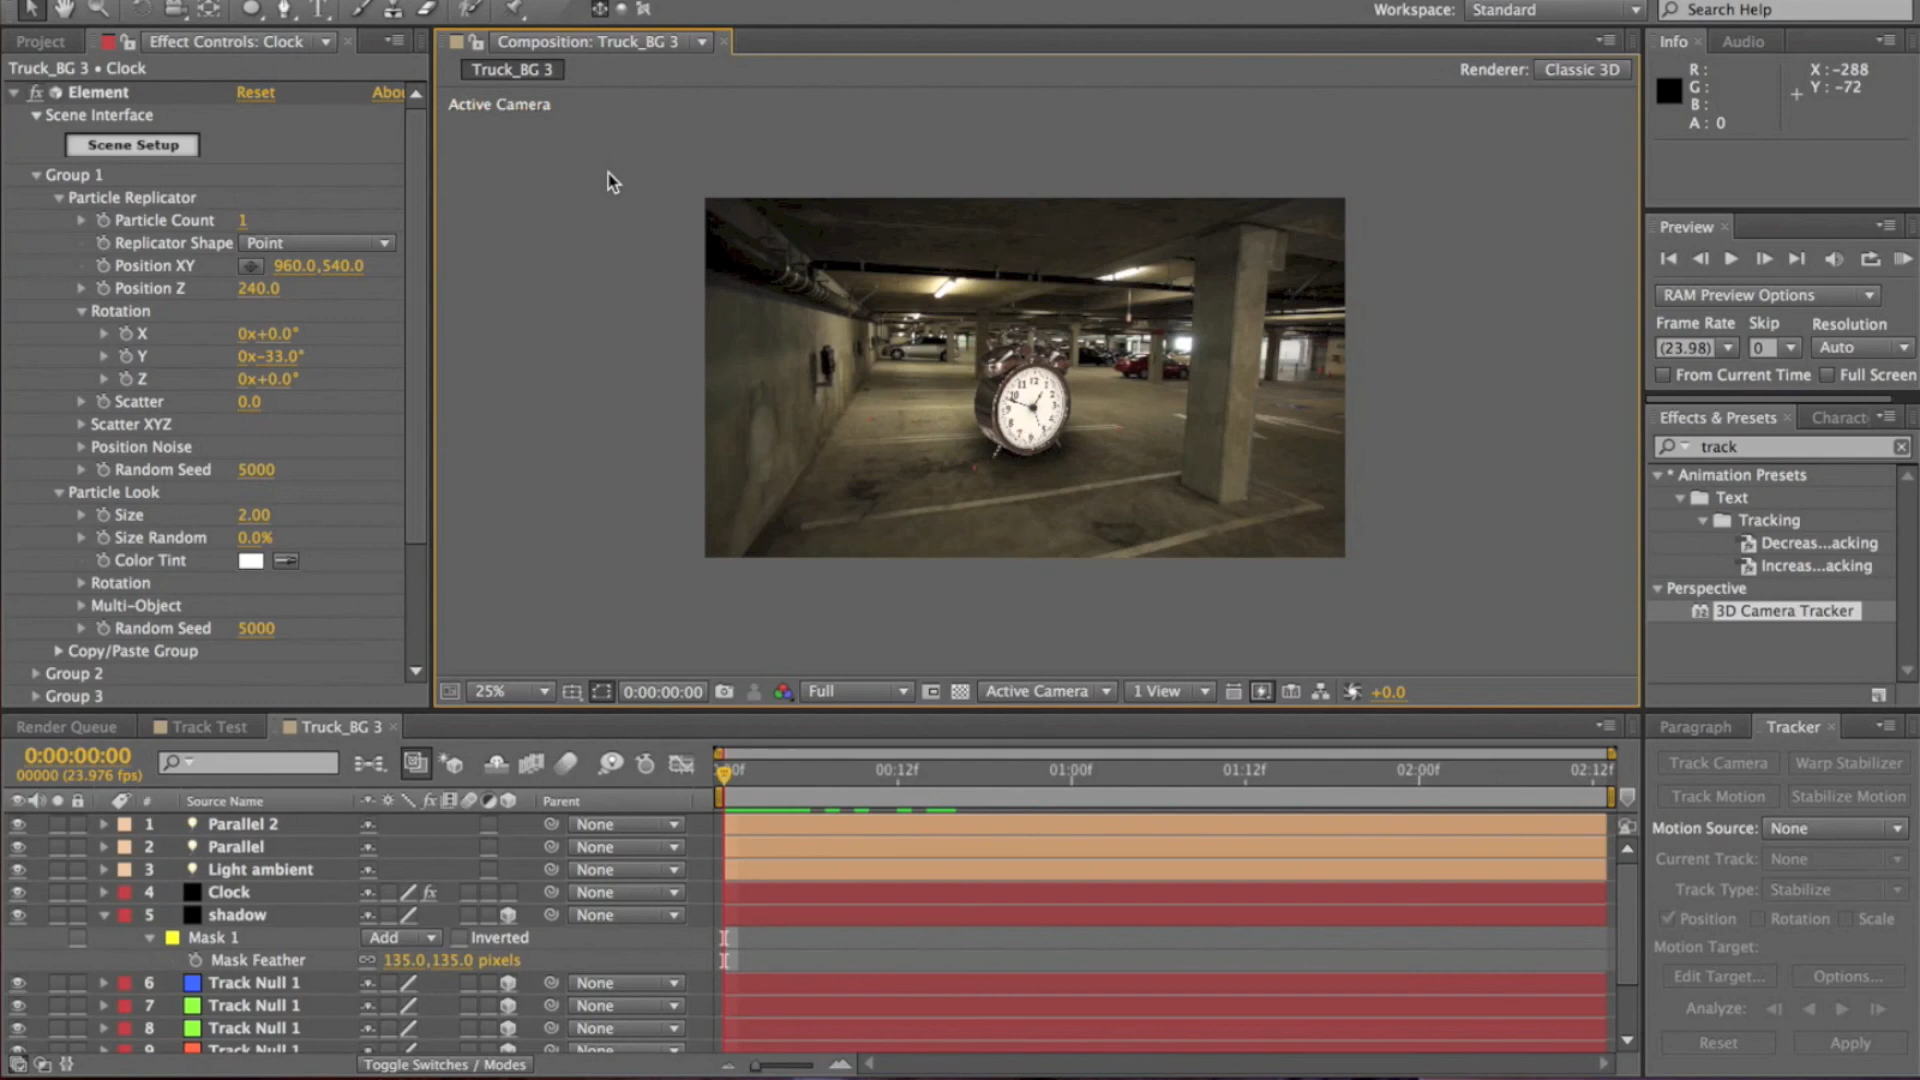 Workspace: Standard Search Help
Project Effect Controls: Clock Composition: Truck_BG 3 Info Audio
Truck_BG 3 • Clock
Truck_BG 3 Renderer: Classic 3D
Active Camera
R: X: -288
G: Y: -72
B:
A: 0
Element Reset Abou
Scene Interface
Scene Setup
Group 1
Particle Replicator
Particle Count 1
Replicator Shape Point
Position XY 960.0,540.0
Position Z 240.0
Rotation
X 0x+0.0°
Y 0x-33.0°
Z 0x+0.0°
Scatter 0.0
Scatter XYZ
Position Noise
Random Seed 5000
Particle Look
Size 2.00
Size Random 0.0%
Color Tint
Rotation
Multi-Object
Random Seed 5000
Copy/Paste Group
Group 2
Group 3
25% 0:00:00:00 Full Active Camera 1 View +0.0
Preview
RAM Preview Options
Frame Rate Skip Resolution
(23.98) 0 Auto
From Current Time Full Screen
Effects & Presets Charact
track
* Animation Presets
Text
Tracking
Decreas...acking
Increas...acking
Perspective
3D Camera Tracker
Render Queue Track Test Truck_BG 3
0:00:00:00
00000 (23.976 fps)
:00f 00:12f 01:00f 01:12f 02:00f 02:12f
# Source Name Parent
1 Parallel 2 None
2 Parallel None
3 Light ambient None
4 Clock fx None
5 shadow None
Mask 1 Add Inverted
Mask Feather 135.0,135.0 pixels
6 Track Null 1 None
7 Track Null 1 None
8 Track Null 1 None
9 Track Null 1 None
Toggle Switches / Modes
Paragraph Tracker
Track Camera Warp Stabilizer
Track Motion Stabilize Motion
Motion Source: None
Current Track: None
Track Type: Stabilize
Position Rotation Scale
Motion Target:
Edit Target... Options...
Analyze:
Reset Apply